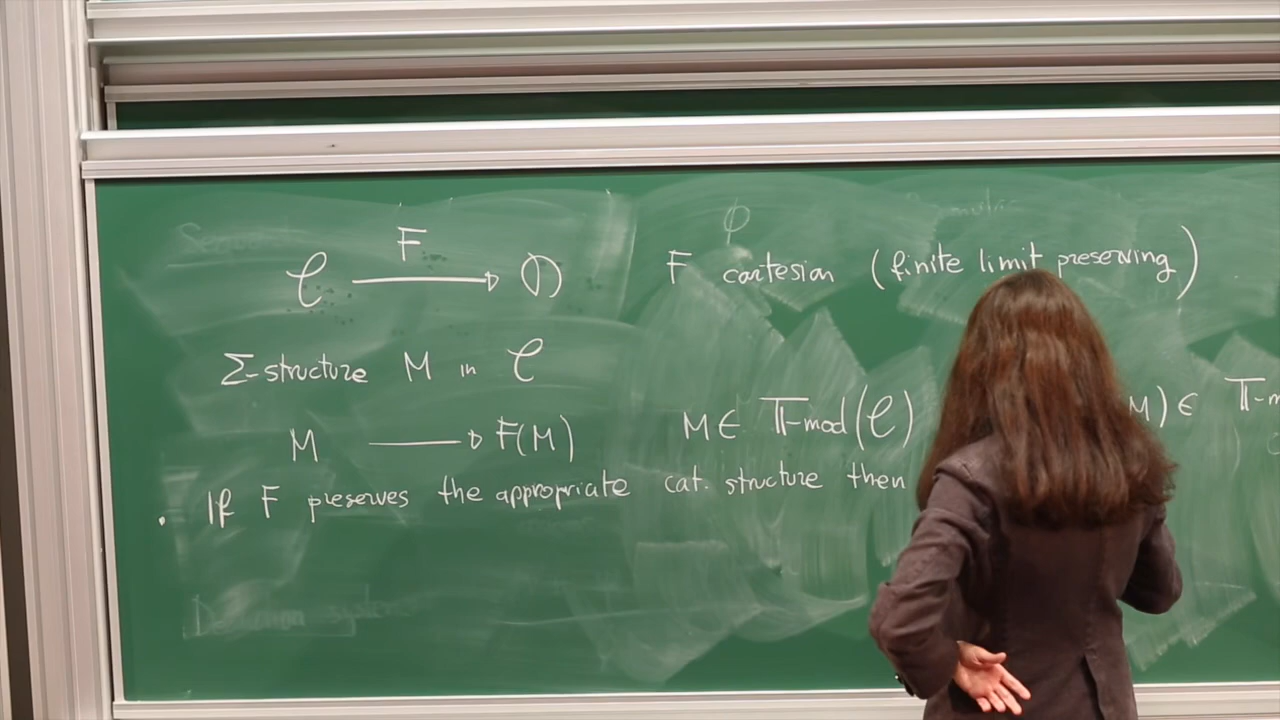 F
𝒞 ⟶ 𝒟 F cartesian (finite limit preserving)
Σ-structure M in 𝒞
M ⟶ F(M) M ∈ 𝕋-mod(𝒞) M) ∈ 𝕋-m
. If F preserves the appropriate cat. structure then
φ